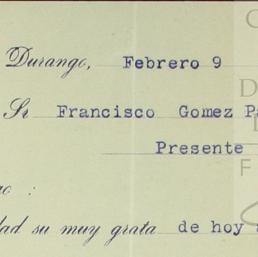 Durango, Febrero 9
Sr Francisco Gomez
Presente
su muy grata de hoy